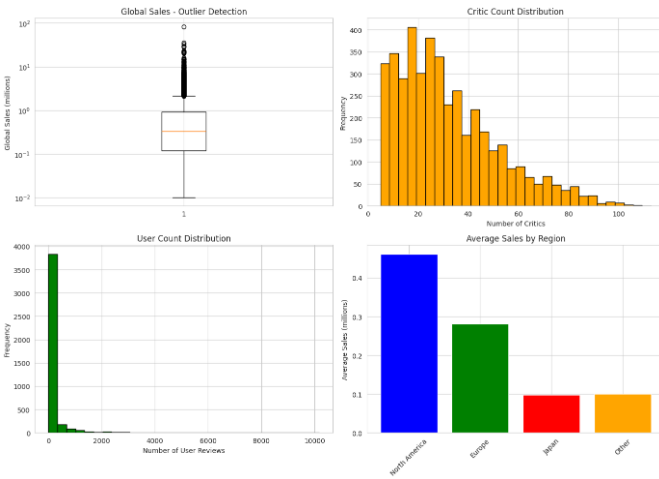 Global Sales - Outlier Detection
Global Sales (millions)
10²
10¹
10⁰
10⁻¹
10⁻²
1
Critic Count Distribution
Frequency
400
350
300
250
200
150
100
50
0
0 20 40 60 80 100
Number of Critics
User Count Distribution
Frequency
4000
3500
3000
2500
2000
1500
1000
500
0
0 2000 4000 6000 8000 10000
Number of User Reviews
Average Sales by Region
Average Sales (millions)
0.4
0.3
0.2
0.1
0.0
North America
Europe
Japan
Other